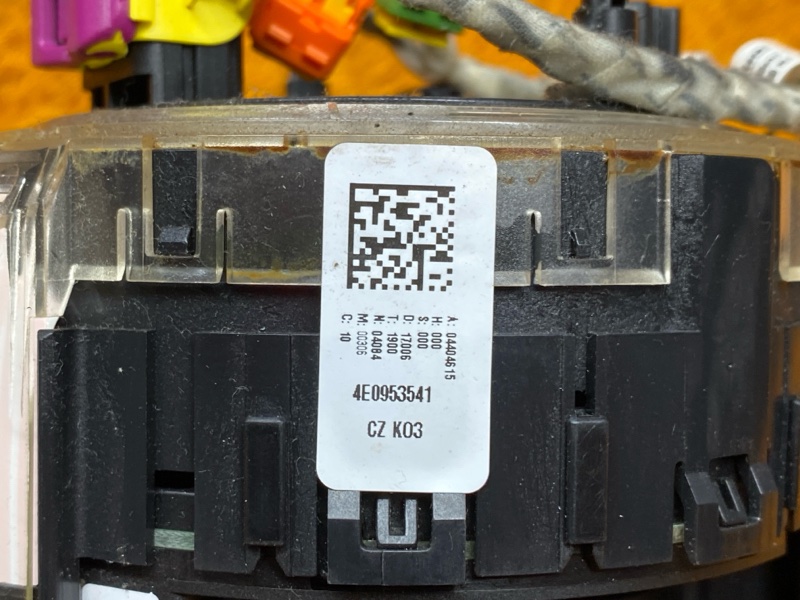 A: 04404615
H: 000
S: 000
D: 17006
T: 1900
N: 04084
M: 00306
C: 10
4E0953541
CZ K03